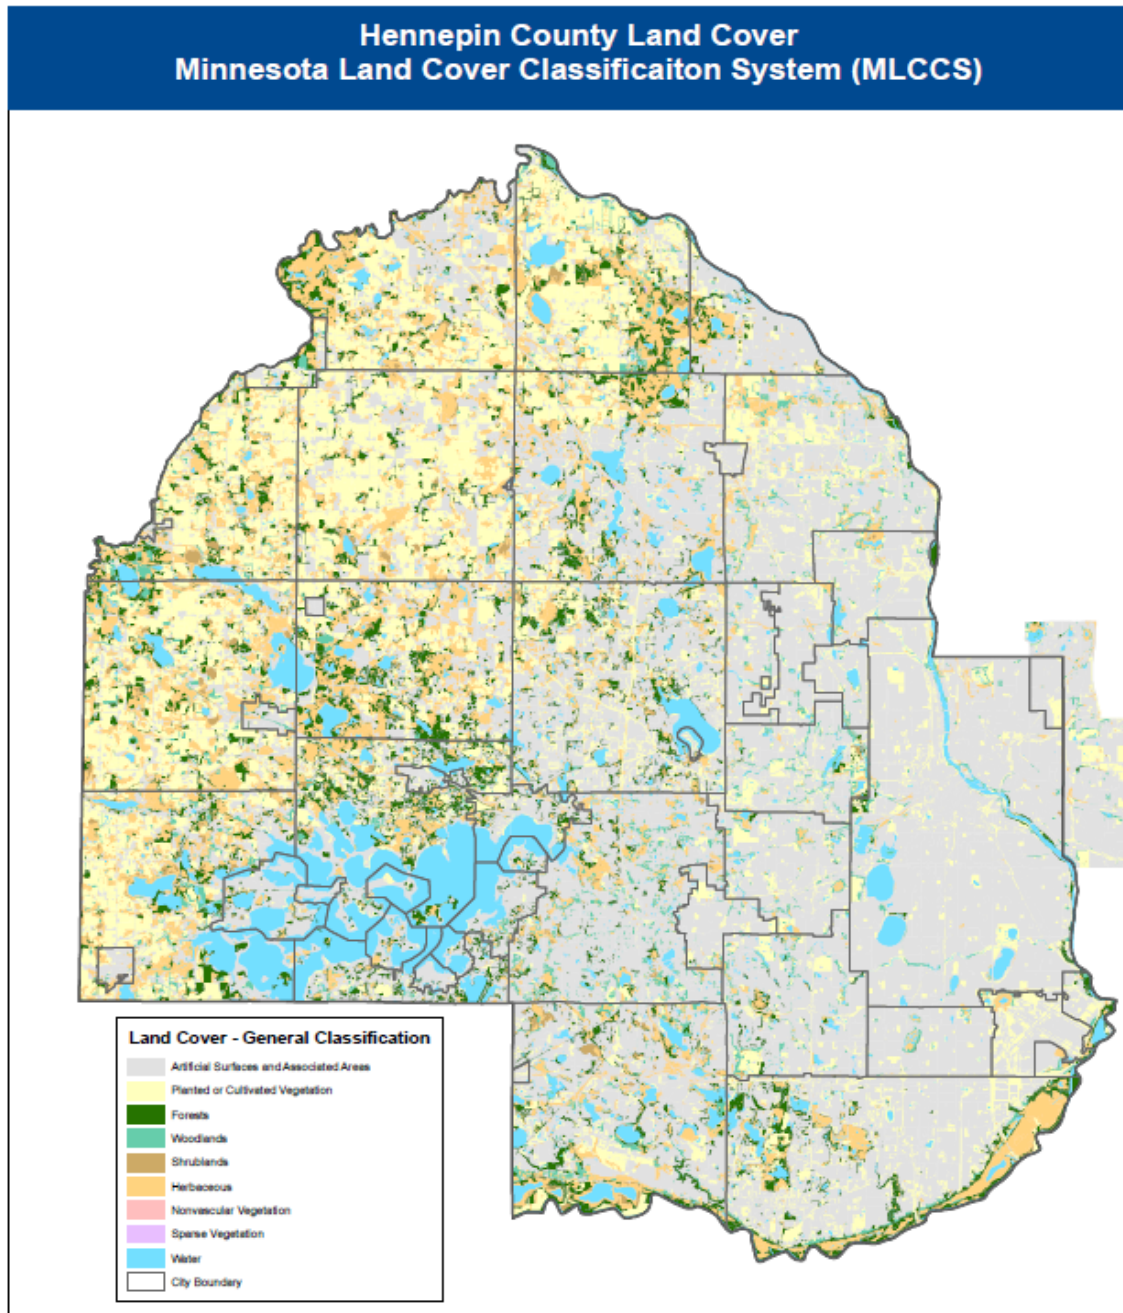 Hennepin County Land Cover
Minnesota Land Cover Classificaiton System (MLCCS)
Land Cover - General Classification
Artificial Surfaces and Associated Areas
Planted or Cultivated Vegetation
Forests
Woodlands
Shrublands
Herbaceous
Nonvascular Vegetation
Sparse Vegetation
Water
City Boundary